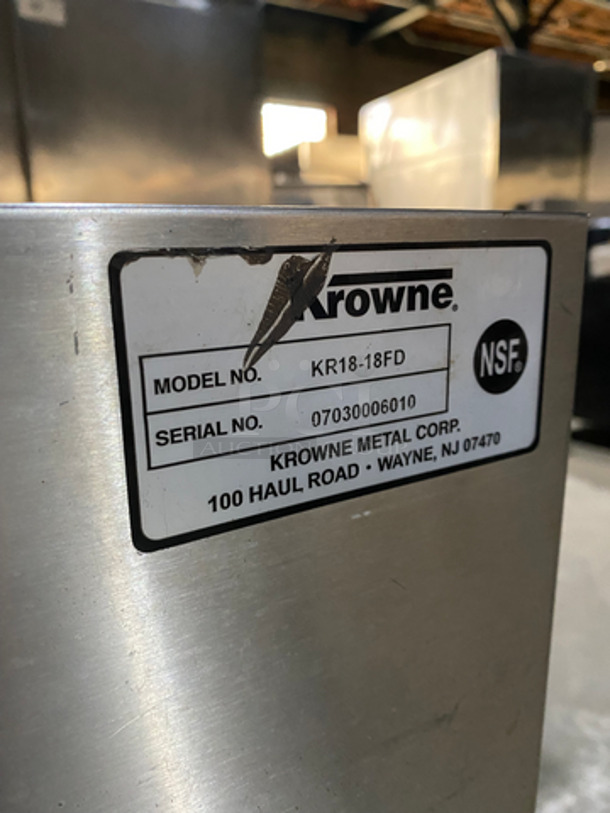 Krowne®
MODEL NO. KR18-18FD
SERIAL NO. 07030006010
NSF®
KROWNE METAL CORP.
100 HAUL ROAD • WAYNE, NJ 07470